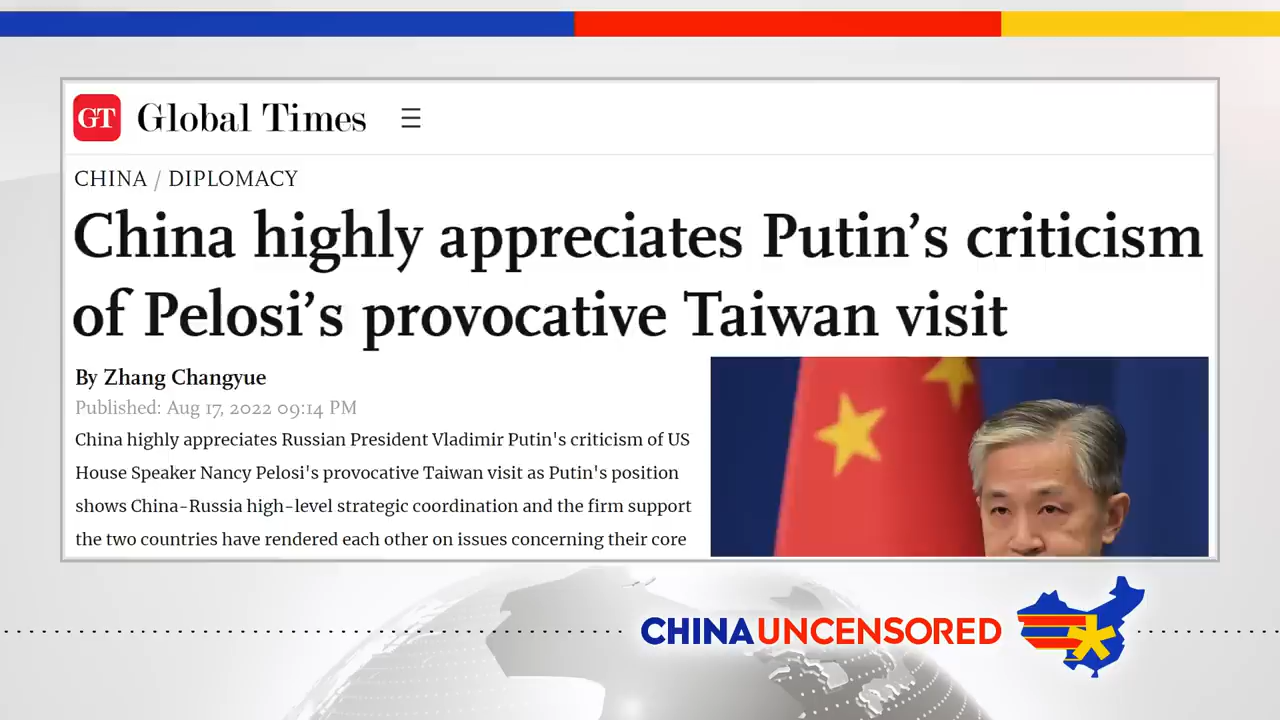 GT Global Times
CHINA / DIPLOMACY
China highly appreciates Putin’s criticism
of Pelosi’s provocative Taiwan visit
By Zhang Changyue
Published: Aug 17, 2022 09:14 PM
China highly appreciates Russian President Vladimir Putin's criticism of US
House Speaker Nancy Pelosi's provocative Taiwan visit as Putin's position
shows China-Russia high-level strategic coordination and the firm support
the two countries have rendered each other on issues concerning their core
CHINAUNCENSORED